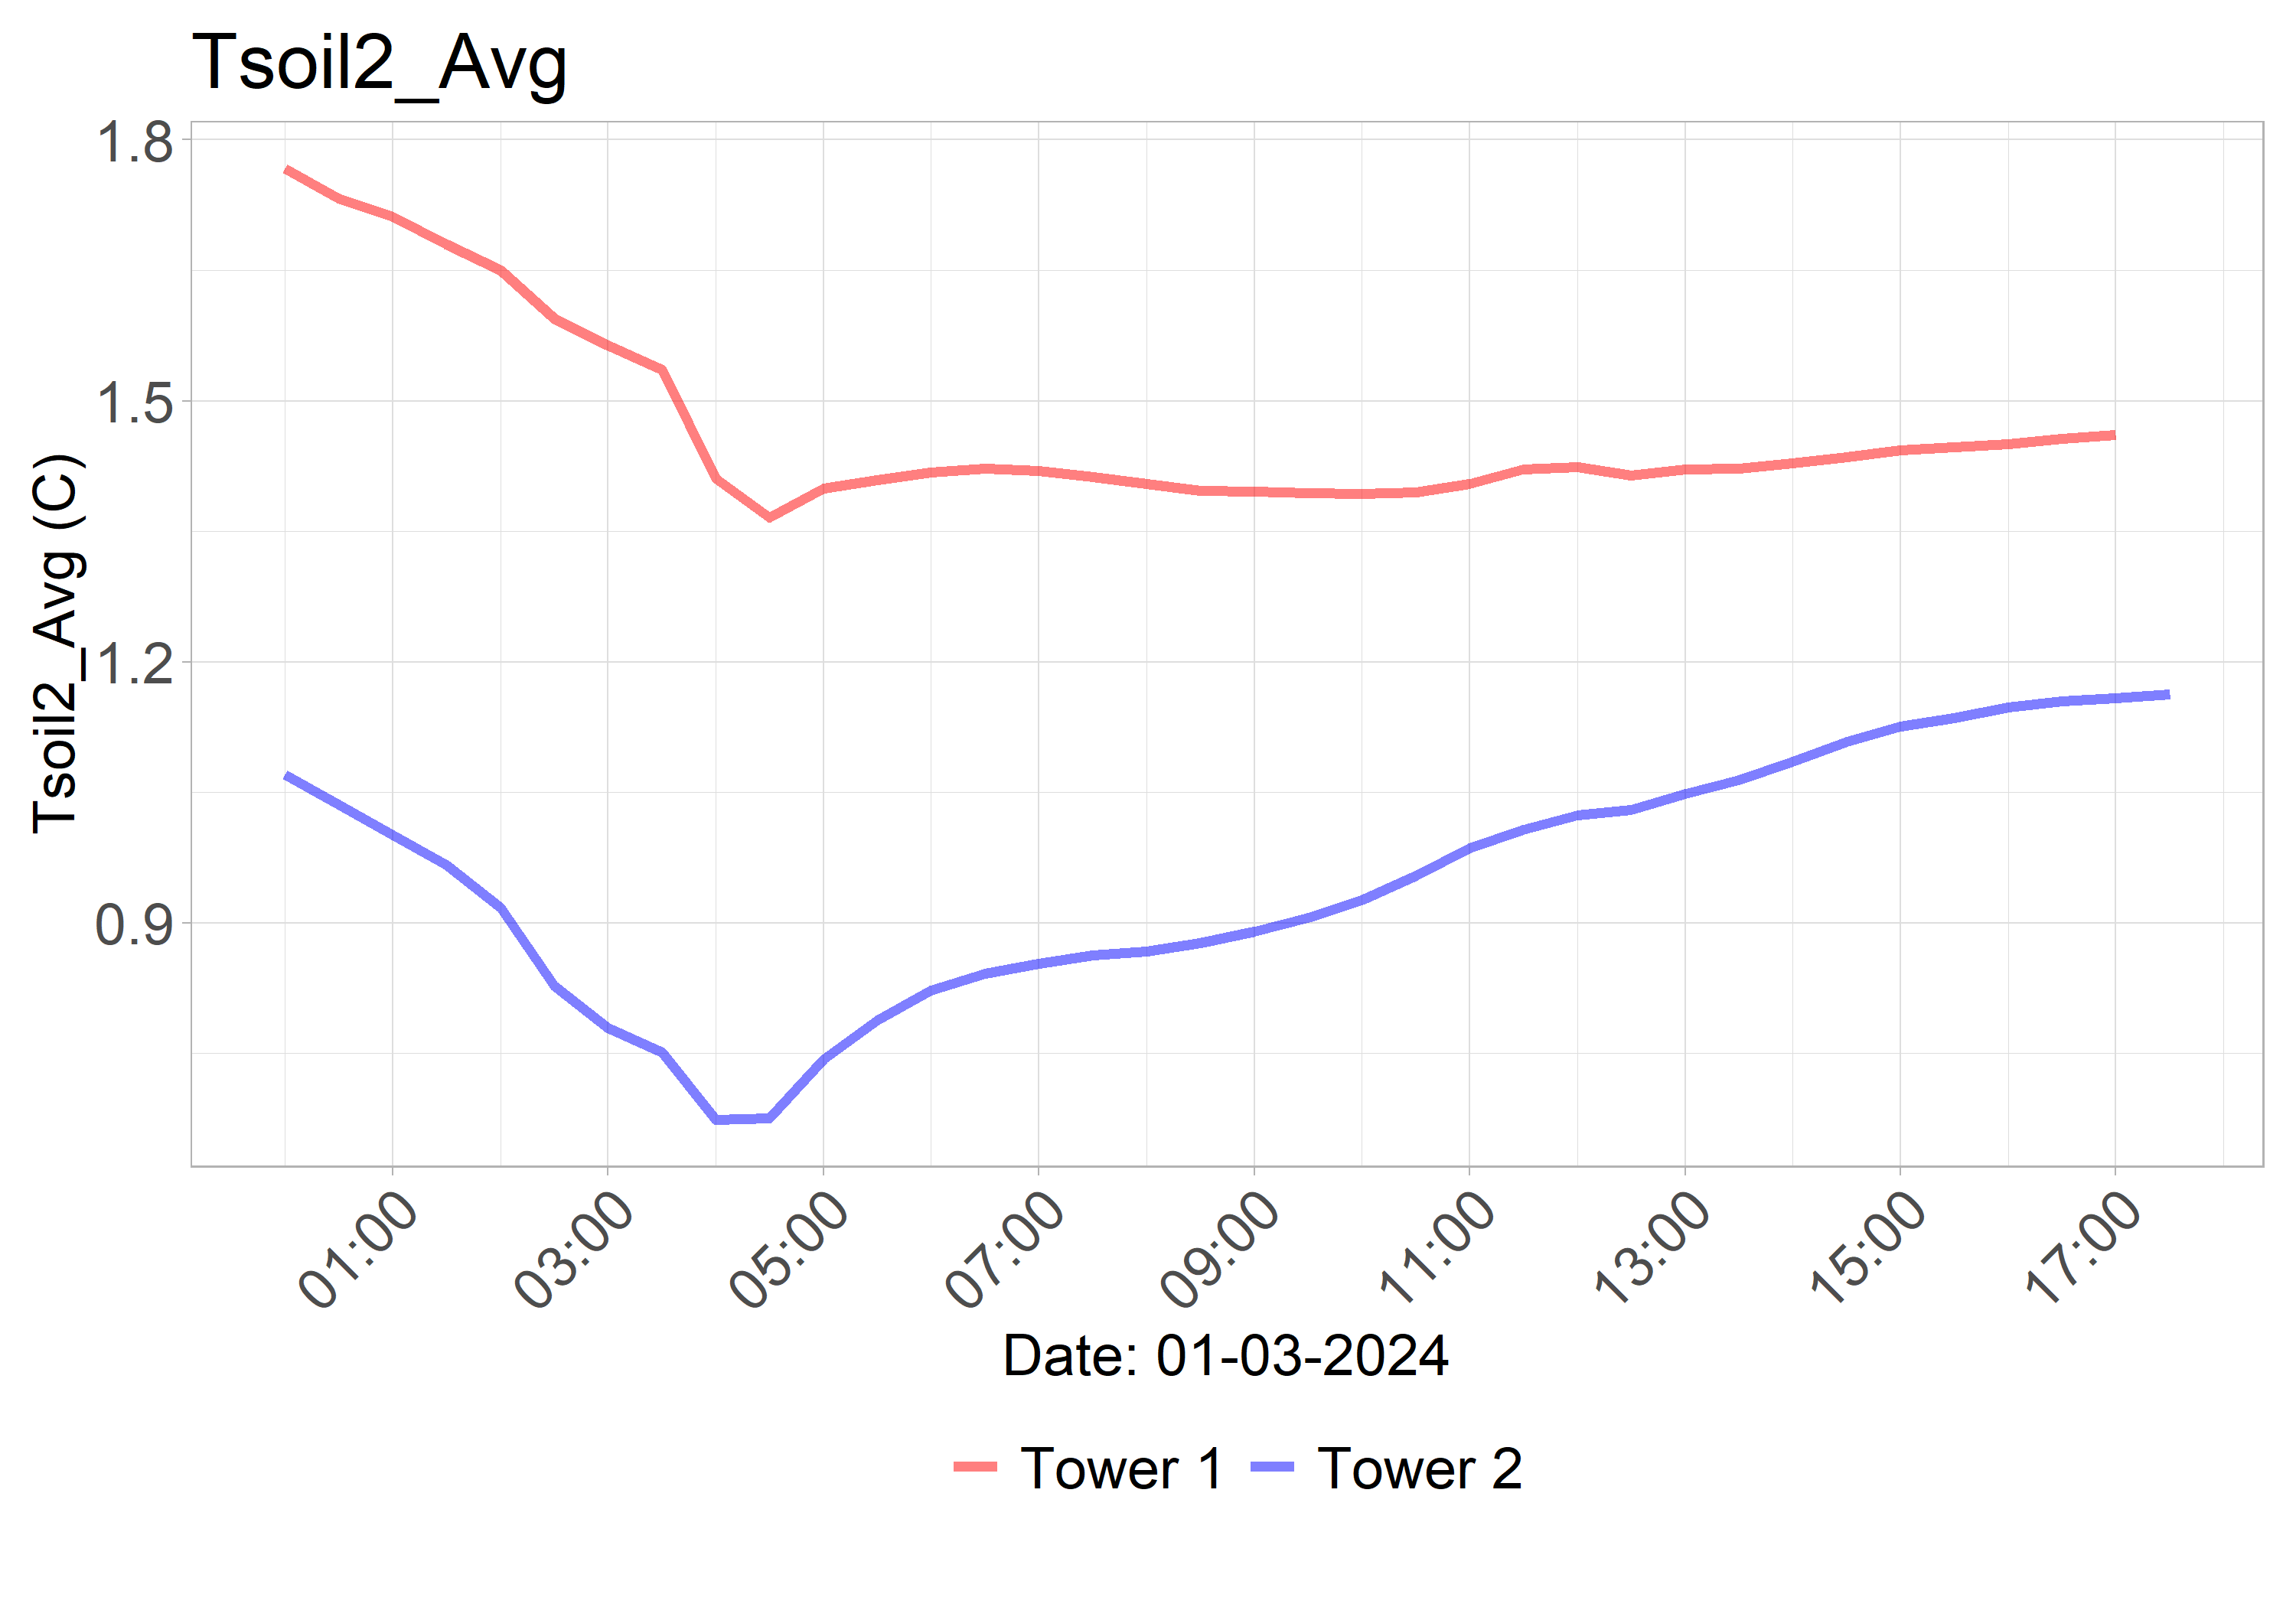 Tsoil2_Avg
Tsoil2_Avg (C)
1.8
1.5
1.2
0.9
01:00 03:00 05:00 07:00 09:00 11:00 13:00 15:00 17:00
Date: 01-03-2024
Tower 1 Tower 2